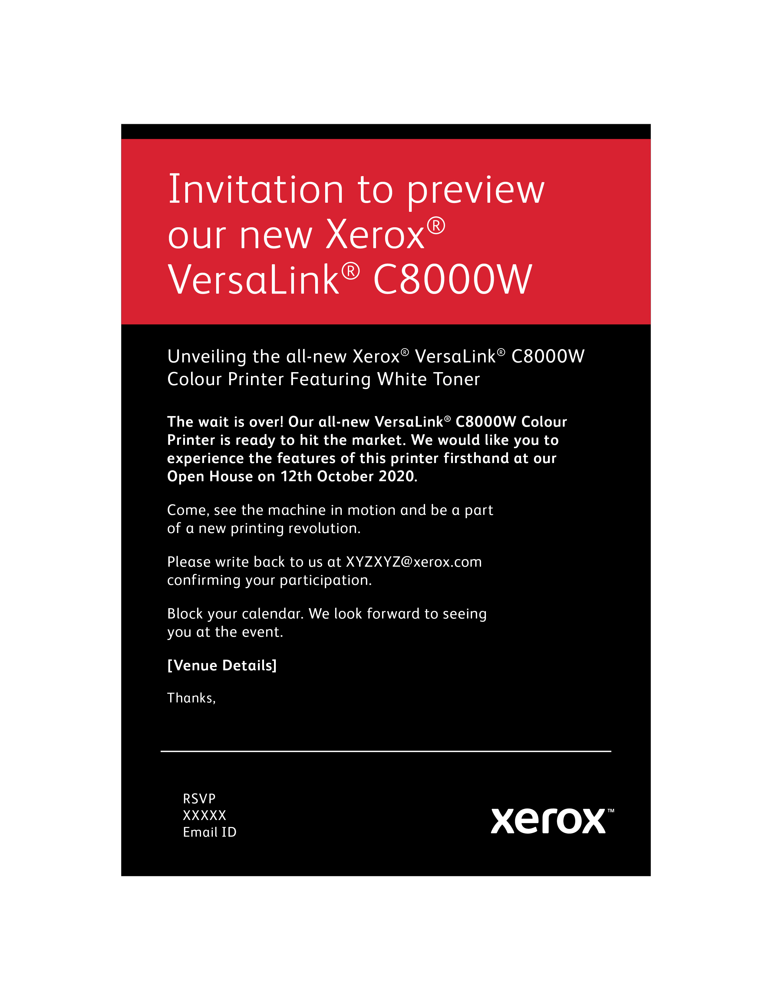 Invitation to preview
our new Xerox®
VersaLink® C8000W
Unveiling the all-new Xerox® VersaLink® C8000W
Colour Printer Featuring White Toner
The wait is over! Our all-new VersaLink® C8000W Colour
Printer is ready to hit the market. We would like you to
experience the features of this printer firsthand at our
Open House on 12th October 2020.
Come, see the machine in motion and be a part
of a new printing revolution.
Please write back to us at XYZXYZ@xerox.com
confirming your participation.
Block your calendar. We look forward to seeing
you at the event.
[Venue Details]
Thanks,
RSVP
XXXXX
Email ID
xerox™